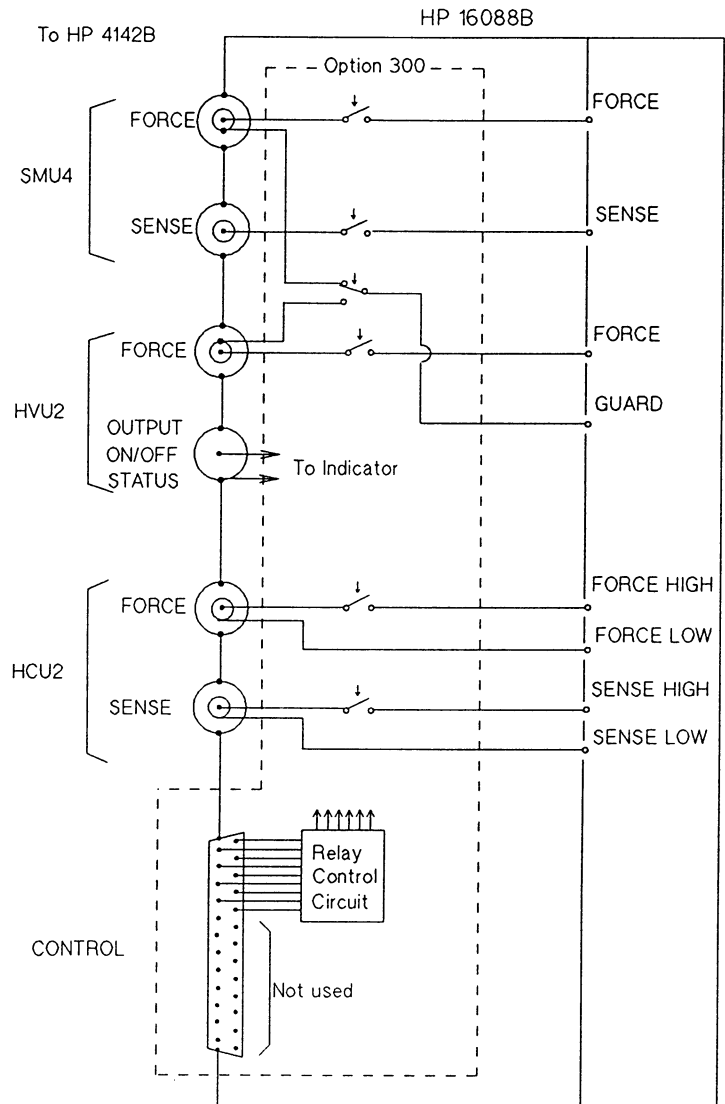 HP 16088B
To HP 4142B
Option 300
FORCE
FORCE
SMU4
SENSE
SENSE
FORCE
FORCE
HVU2
GUARD
OUTPUT
ON/OFF
STATUS
To Indicator
FORCE
FORCE HIGH
FORCE LOW
HCU2
SENSE
SENSE HIGH
SENSE LOW
Relay
Control
Circuit
CONTROL
Not used